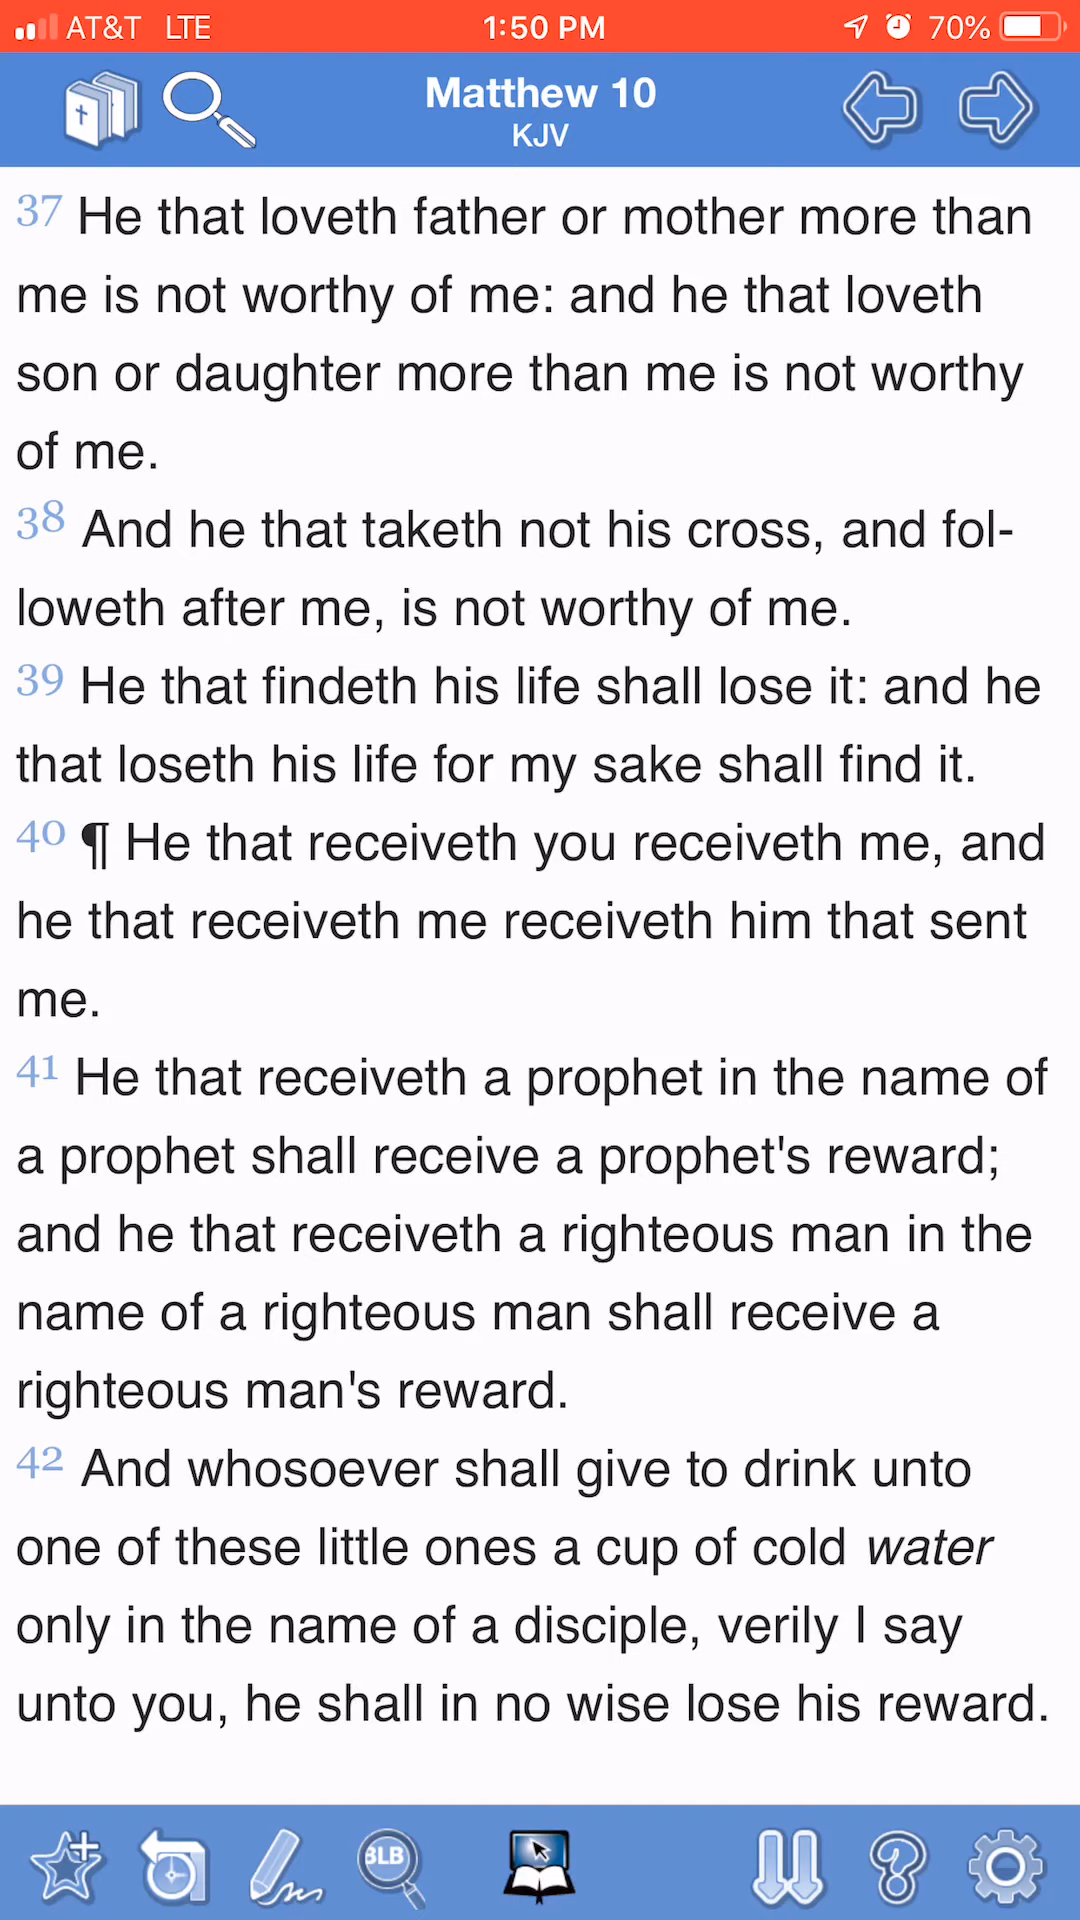 AT&T LTE 1:50 PM 70%
Matthew 10
KJV
37 He that loveth father or mother more than
me is not worthy of me: and he that loveth
son or daughter more than me is not worthy
of me.
38 And he that taketh not his cross, and fol-
loweth after me, is not worthy of me.
39 He that findeth his life shall lose it: and he
that loseth his life for my sake shall find it.
40 ¶ He that receiveth you receiveth me, and
he that receiveth me receiveth him that sent
me.
41 He that receiveth a prophet in the name of
a prophet shall receive a prophet's reward;
and he that receiveth a righteous man in the
name of a righteous man shall receive a
righteous man's reward.
42 And whosoever shall give to drink unto
one of these little ones a cup of cold water
only in the name of a disciple, verily I say
unto you, he shall in no wise lose his reward.
BLB